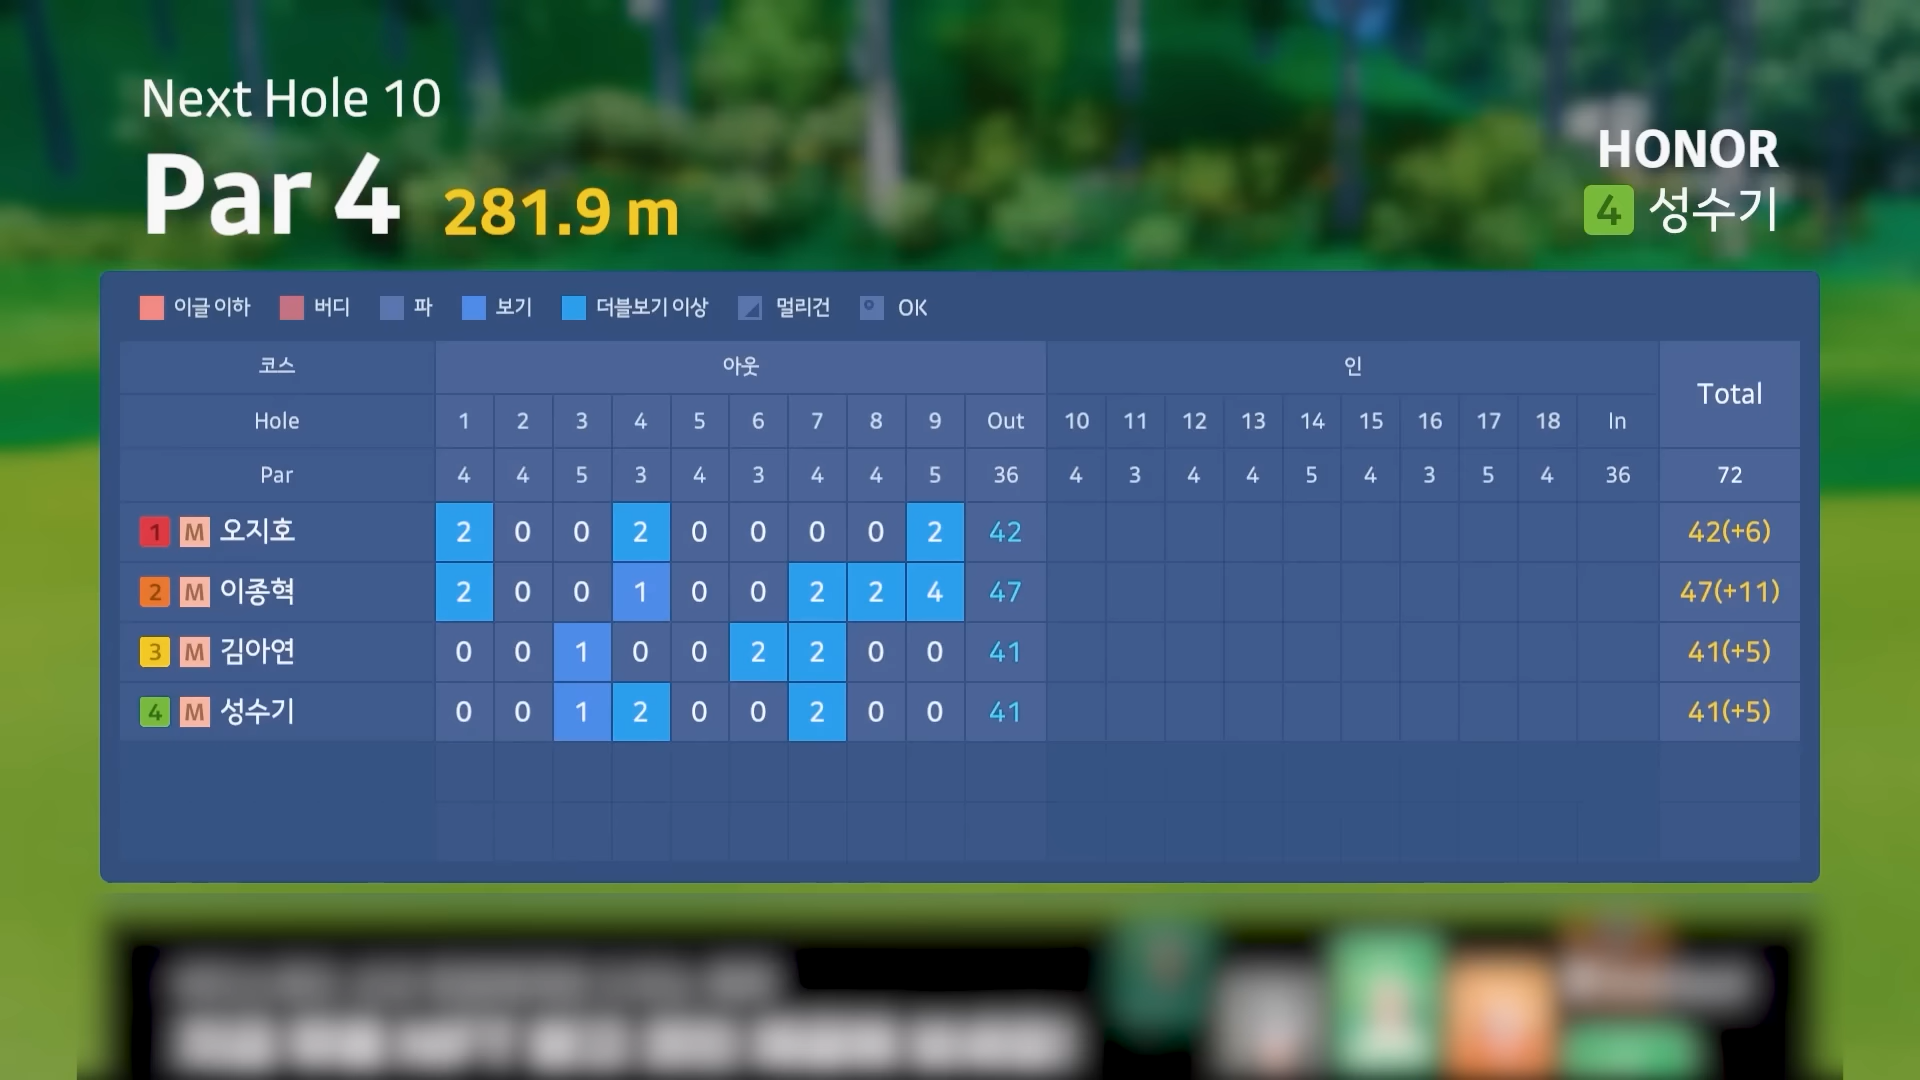 Next Hole 10
Par 4 281.9 m
HONOR
4 성수기
이글 이하 버디 파 보기 더블보기 이상 멀리건 OK
코스 아웃 인 Total
Hole 1 2 3 4 5 6 7 8 9 Out 10 11 12 13 14 15 16 17 18 In
Par 4 4 5 3 4 3 4 4 5 36 4 3 4 4 5 4 3 5 4 36 72
1 M 오지호 2 0 0 2 0 0 0 0 2 42 42(+6)
2 M 이종혁 2 0 0 1 0 0 2 2 4 47 47(+11)
3 M 김아연 0 0 1 0 0 2 2 0 0 41 41(+5)
4 M 성수기 0 0 1 2 0 0 2 0 0 41 41(+5)